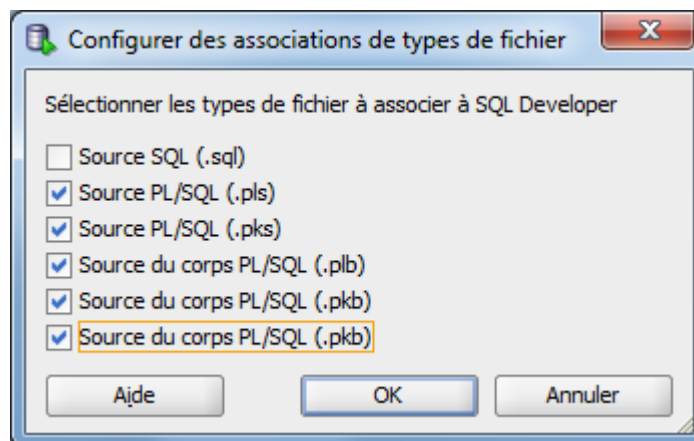 Configurer des associations de types de fichier
Sélectionner les types de fichier à associer à SQL Developer
Source SQL (.sql)
Source PL/SQL (.pls)
Source PL/SQL (.pks)
Source du corps PL/SQL (.plb)
Source du corps PL/SQL (.pkb)
Source du corps PL/SQL (.pkb)
Aide
OK
Annuler